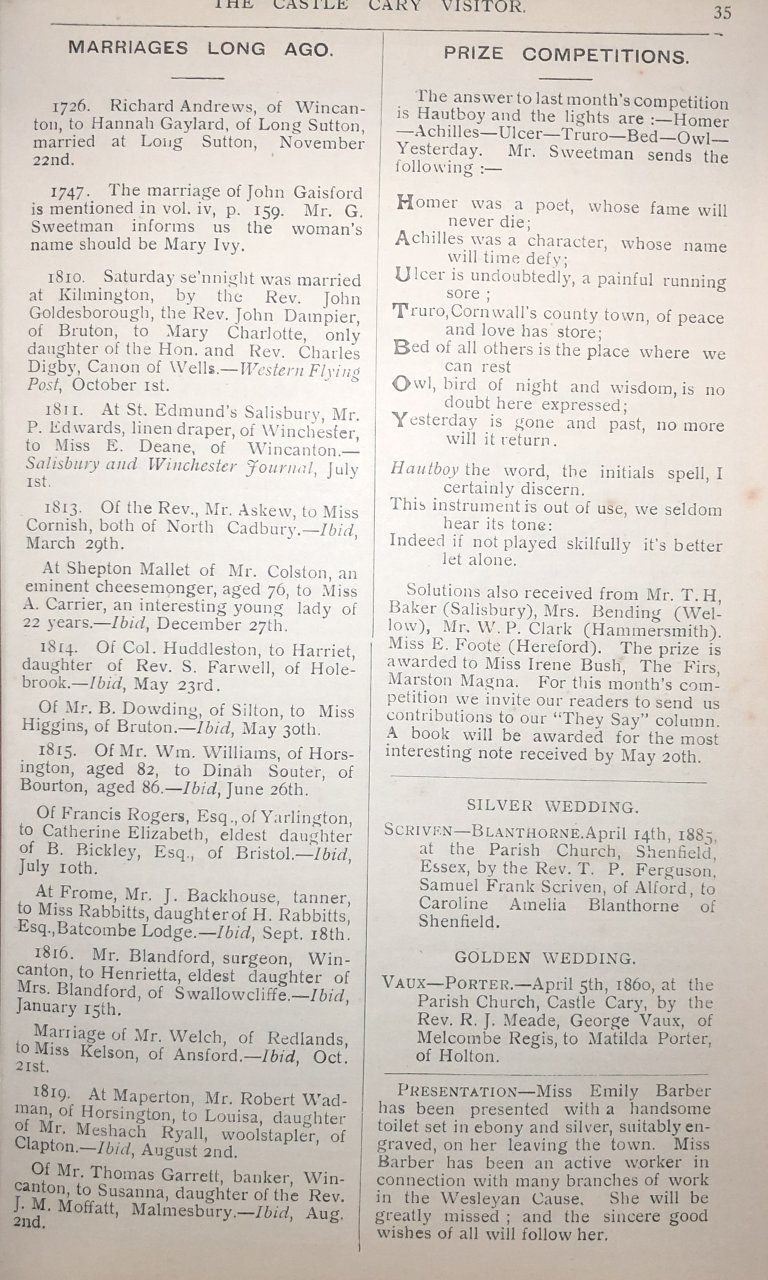 THE CASTLE CARY VISITOR.
35
MARRIAGES LONG AGO.
1726. Richard Andrews, of Wincan-
ton, to Hannah Gaylard, of Long Sutton,
married at Long Sutton, November
22nd.
1747. The marriage of John Gaisford
is mentioned in vol. iv, p. 159. Mr. G.
Sweetman informs us the woman's
name should be Mary Ivy.
1810. Saturday se'nnight was married
at Kilmington, by the Rev. John
Goldesborough, the Rev. John Dampier,
of Bruton, to Mary Charlotte, only
daughter of the Hon. and Rev. Charles
Digby, Canon of Wells.—Western Flying
Post, October 1st.
1811. At St. Edmund's Salisbury, Mr.
P. Edwards, linen draper, of Winchester,
to Miss E. Deane, of Wincanton.—
Salisbury and Winchester Journal, July
1st.
1813. Of the Rev., Mr. Askew, to Miss
Cornish, both of North Cadbury.—Ibid,
March 29th.
At Shepton Mallet of Mr. Colston, an
eminent cheesemonger, aged 76, to Miss
A. Carrier, an interesting young lady of
22 years.—Ibid, December 27th.
1814. Of Col. Huddleston, to Harriet,
daughter of Rev. S. Farwell, of Hole-
brook.—Ibid, May 23rd.
Of Mr. B. Dowding, of Silton, to Miss
Higgins, of Bruton.—Ibid, May 30th.
1815. Of Mr. Wm. Williams, of Hors-
ington, aged 82, to Dinah Souter, of
Bourton, aged 86.—Ibid, June 26th.
Of Francis Rogers, Esq., of Yarlington,
to Catherine Elizabeth, eldest daughter
of B. Bickley, Esq., of Bristol.—Ibid,
July 10th.
At Frome, Mr. J. Backhouse, tanner,
to Miss Rabbitts, daughter of H. Rabbitts,
Esq., Batcombe Lodge.—Ibid, Sept. 18th.
1816. Mr. Blandford, surgeon, Win-
canton, to Henrietta, eldest daughter of
Mrs. Blandford, of Swallowcliffe.—Ibid,
January 15th.
Marriage of Mr. Welch, of Redlands,
to Miss Kelson, of Ansford.—Ibid, Oct.
21st.
1819. At Maperton, Mr. Robert Wad-
man, of Horsington, to Louisa, daughter
of Mr. Meshach Ryall, woolstapler, of
Clapton.—Ibid, August 2nd.
Of Mr. Thomas Garrett, banker, Win-
canton, to Susanna, daughter of the Rev.
J. M. Moffatt, Malmesbury.—Ibid, Aug.
2nd.
PRIZE COMPETITIONS.
The answer to last month's competition
is Hautboy and the lights are :—Homer
—Achilles—Ulcer—Truro—Bed—Owl—
Yesterday. Mr. Sweetman sends the
following :—
Homer was a poet, whose fame will
never die;
Achilles was a character, whose name
will time defy;
Ulcer is undoubtedly, a painful running
sore ;
Truro, Cornwall's county town, of peace
and love has store;
Bed of all others is the place where we
can rest
Owl, bird of night and wisdom, is no
doubt here expressed;
Yesterday is gone and past, no more
will it return.
Hautboy the word, the initials spell, I
certainly discern.
This instrument is out of use, we seldom
hear its tone:
Indeed if not played skilfully it's better
let alone.
Solutions also received from Mr. T. H,
Baker (Salisbury), Mrs. Bending (Wel-
low), Mr. W. P. Clark (Hammersmith).
Miss E. Foote (Hereford). The prize is
awarded to Miss Irene Bush, The Firs,
Marston Magna. For this month's com-
petition we invite our readers to send us
contributions to our "They Say" column.
A book will be awarded for the most
interesting note received by May 20th.
SILVER WEDDING.
SCRIVEN—BLANTHORNE. April 14th, 1885,
at the Parish Church, Shenfield,
Essex, by the Rev. T. P. Ferguson,
Samuel Frank Scriven, of Alford, to
Caroline Amelia Blanthorne of
Shenfield.
GOLDEN WEDDING.
VAUX—PORTER.—April 5th, 1860, at the
Parish Church, Castle Cary, by the
Rev. R. J. Meade, George Vaux, of
Melcombe Regis, to Matilda Porter,
of Holton.
PRESENTATION—Miss Emily Barber
has been presented with a handsome
toilet set in ebony and silver, suitably en-
graved, on her leaving the town. Miss
Barber has been an active worker in
connection with many branches of work
in the Wesleyan Cause. She will be
greatly missed ; and the sincere good
wishes of all will follow her.